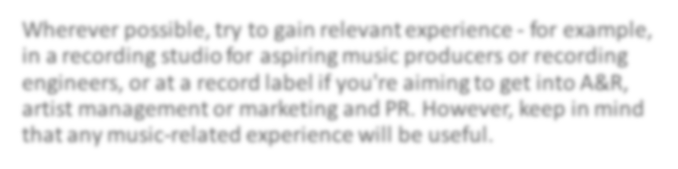 Wherever possible, try to gain relevant experience - for example,
in a recording studio for aspiring music producers or recording
engineers, or at a record label if you're aiming to get into A&R,
artist management or marketing and PR. However, keep in mind
that any music-related experience will be useful.